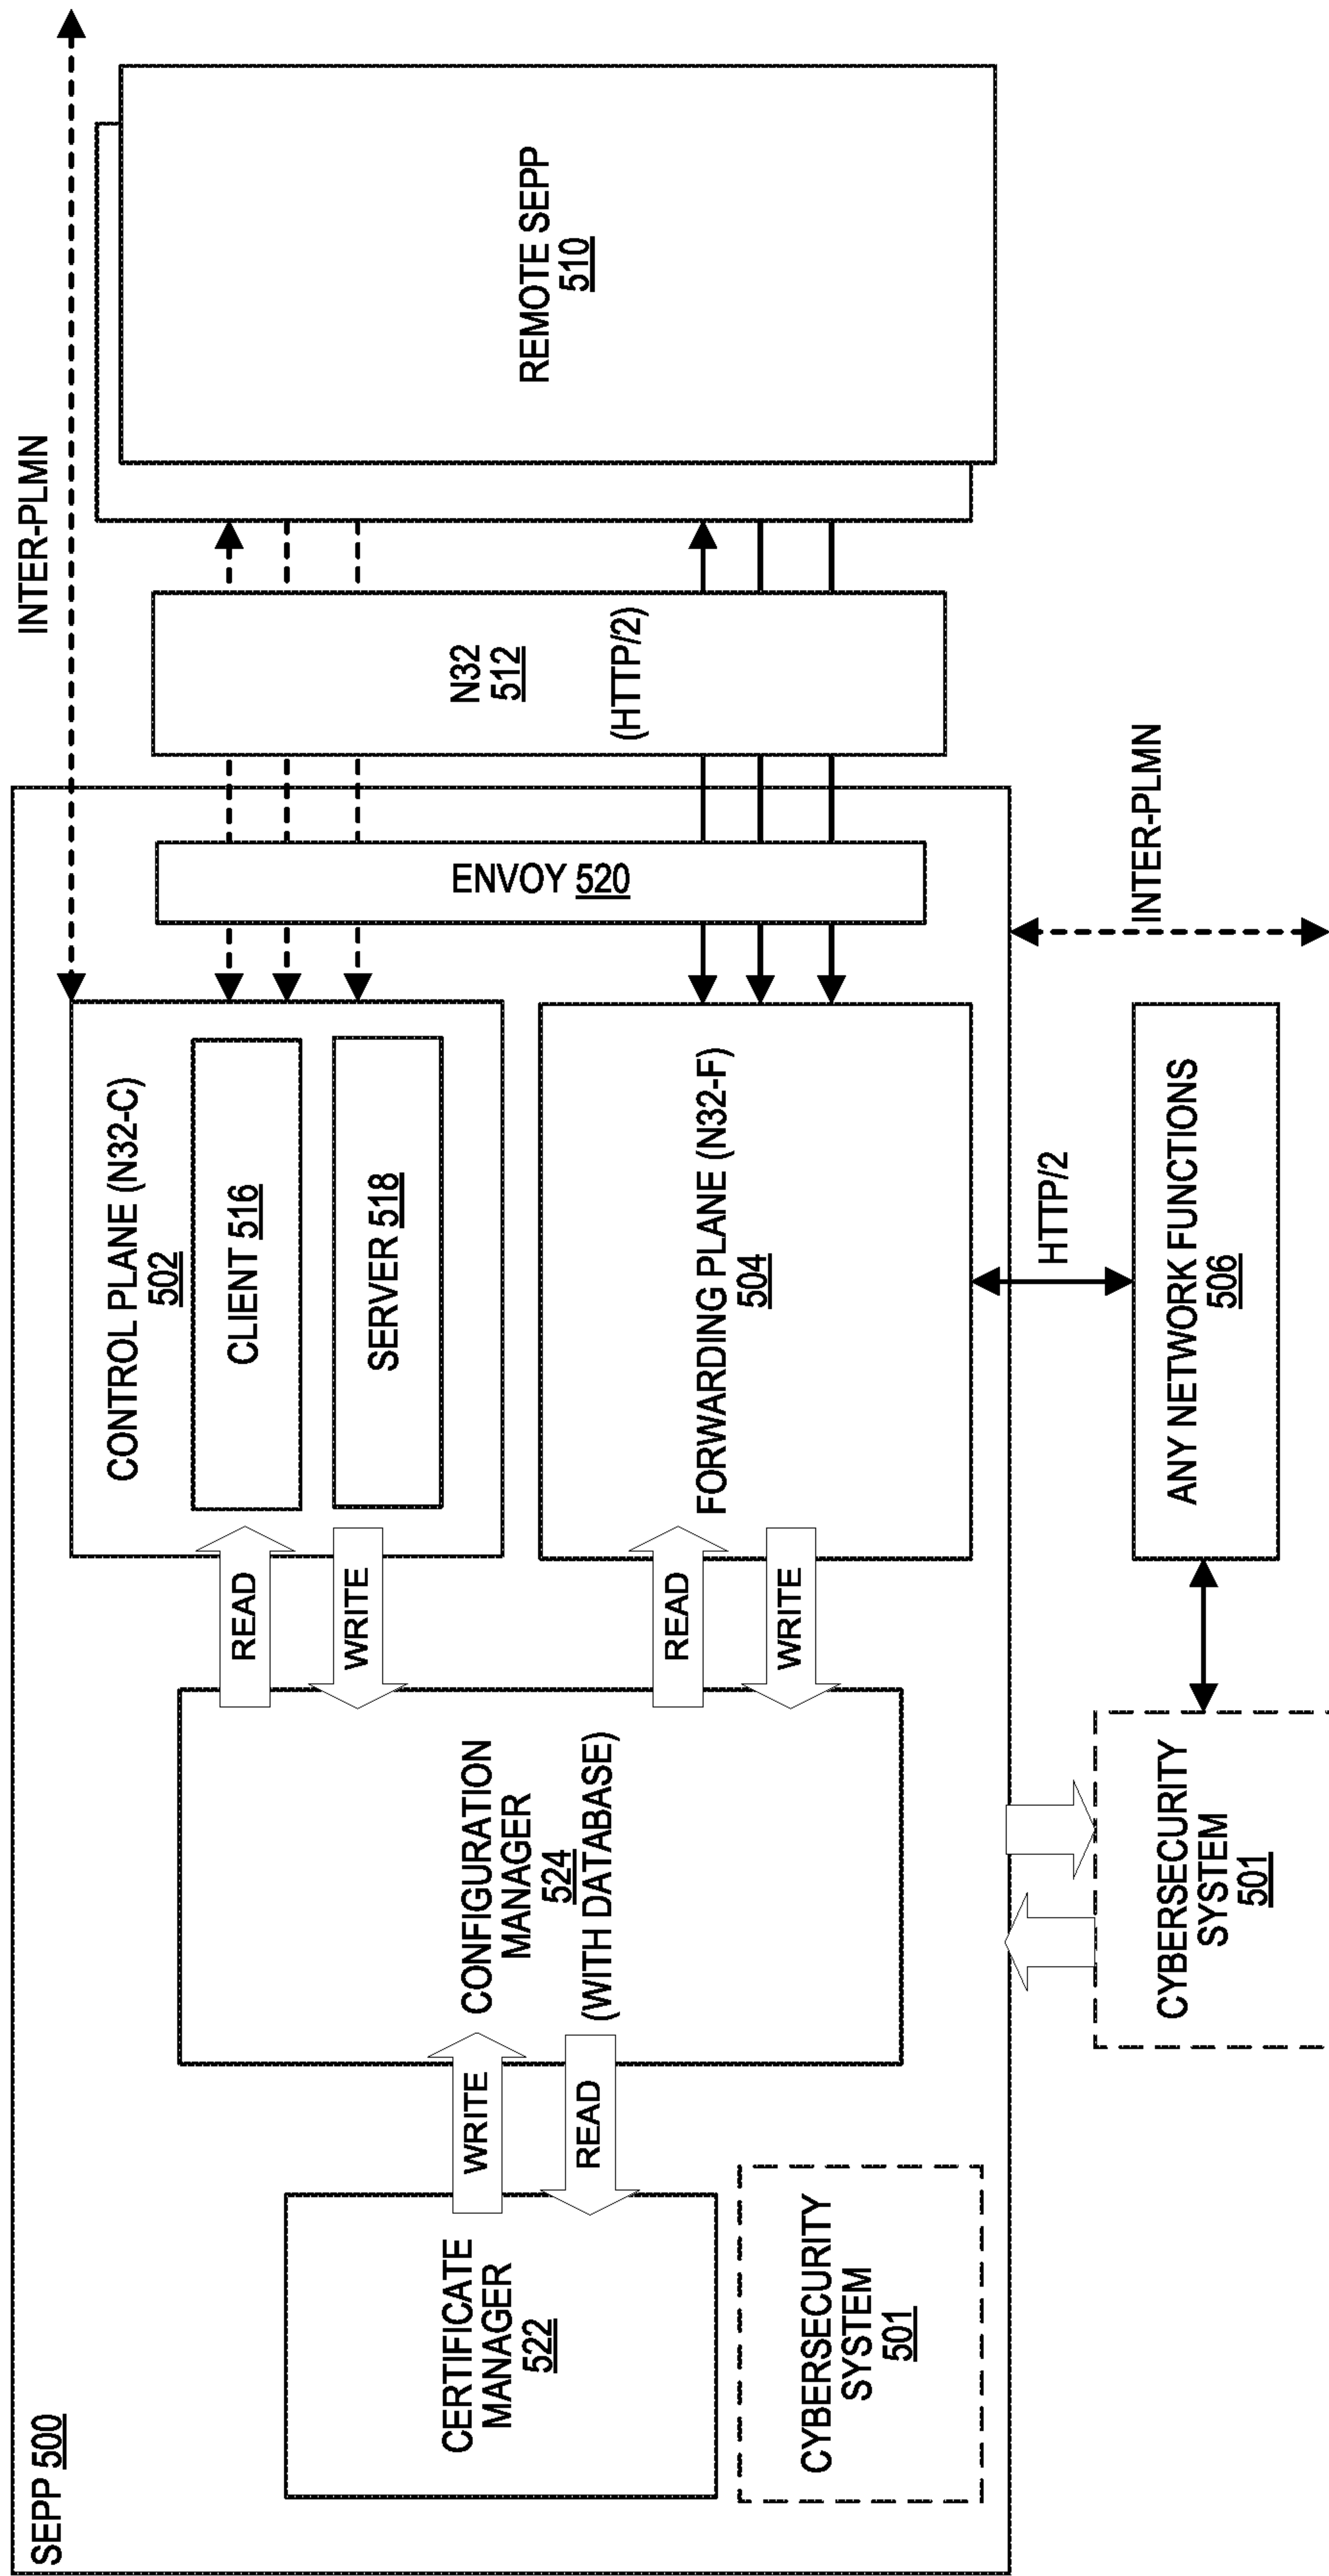 SEPP 500
CERTIFICATE
MANAGER
522
CYBERSECURITY
SYSTEM
501
WRITE
READ
CONFIGURATION
MANAGER
524
(WITH DATABASE)
READ
WRITE
READ
WRITE
CONTROL PLANE (N32-C)
502
CLIENT 516
SERVER 518
FORWARDING PLANE (N32-F)
504
ENVOY 520
INTER-PLMN
N32
512
(HTTP/2)
REMOTE SEPP
510
CYBERSECURITY
SYSTEM
501
HTTP/2
ANY NETWORK FUNCTIONS
506
INTER-PLMN